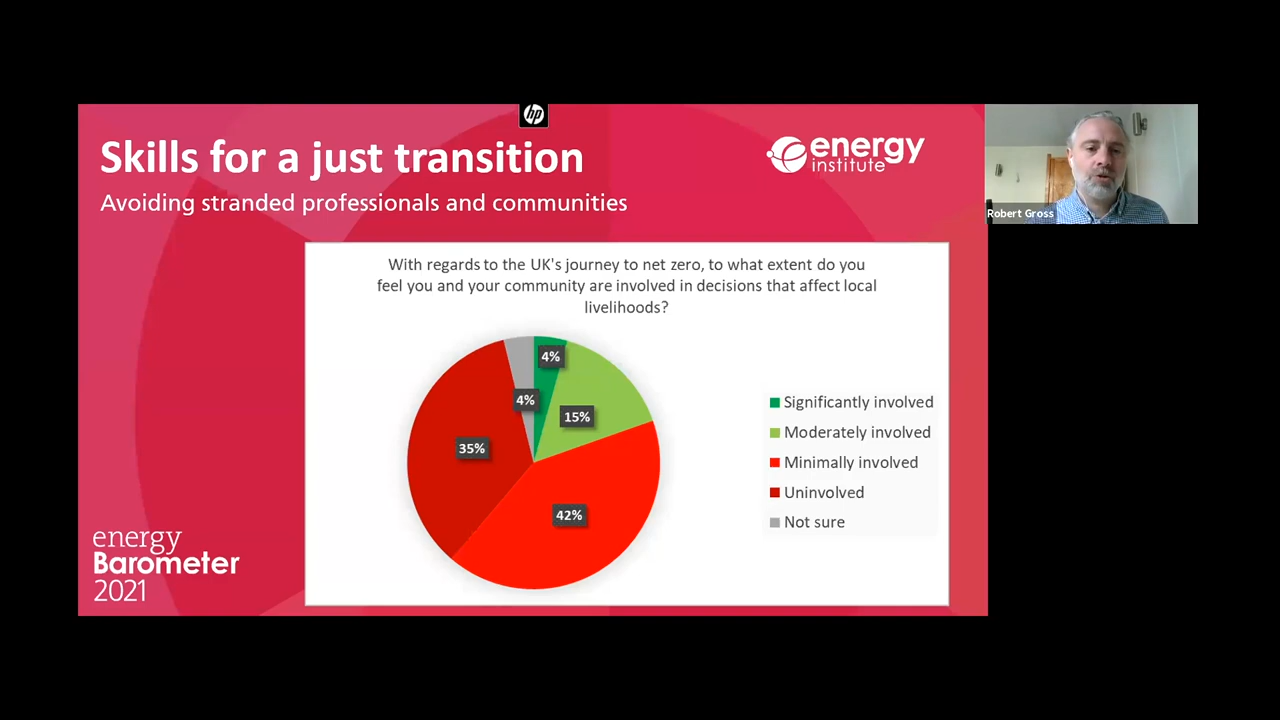 hp
Skills for a just transition
Avoiding stranded professionals and communities
energy
institute
Robert Gross
With regards to the UK's journey to net zero, to what extent do you
feel you and your community are involved in decisions that affect local
livelihoods?
4%
4%
15%
35%
42%
Significantly involved
Moderately involved
Minimally involved
Uninvolved
Not sure
energy
Barometer
2021